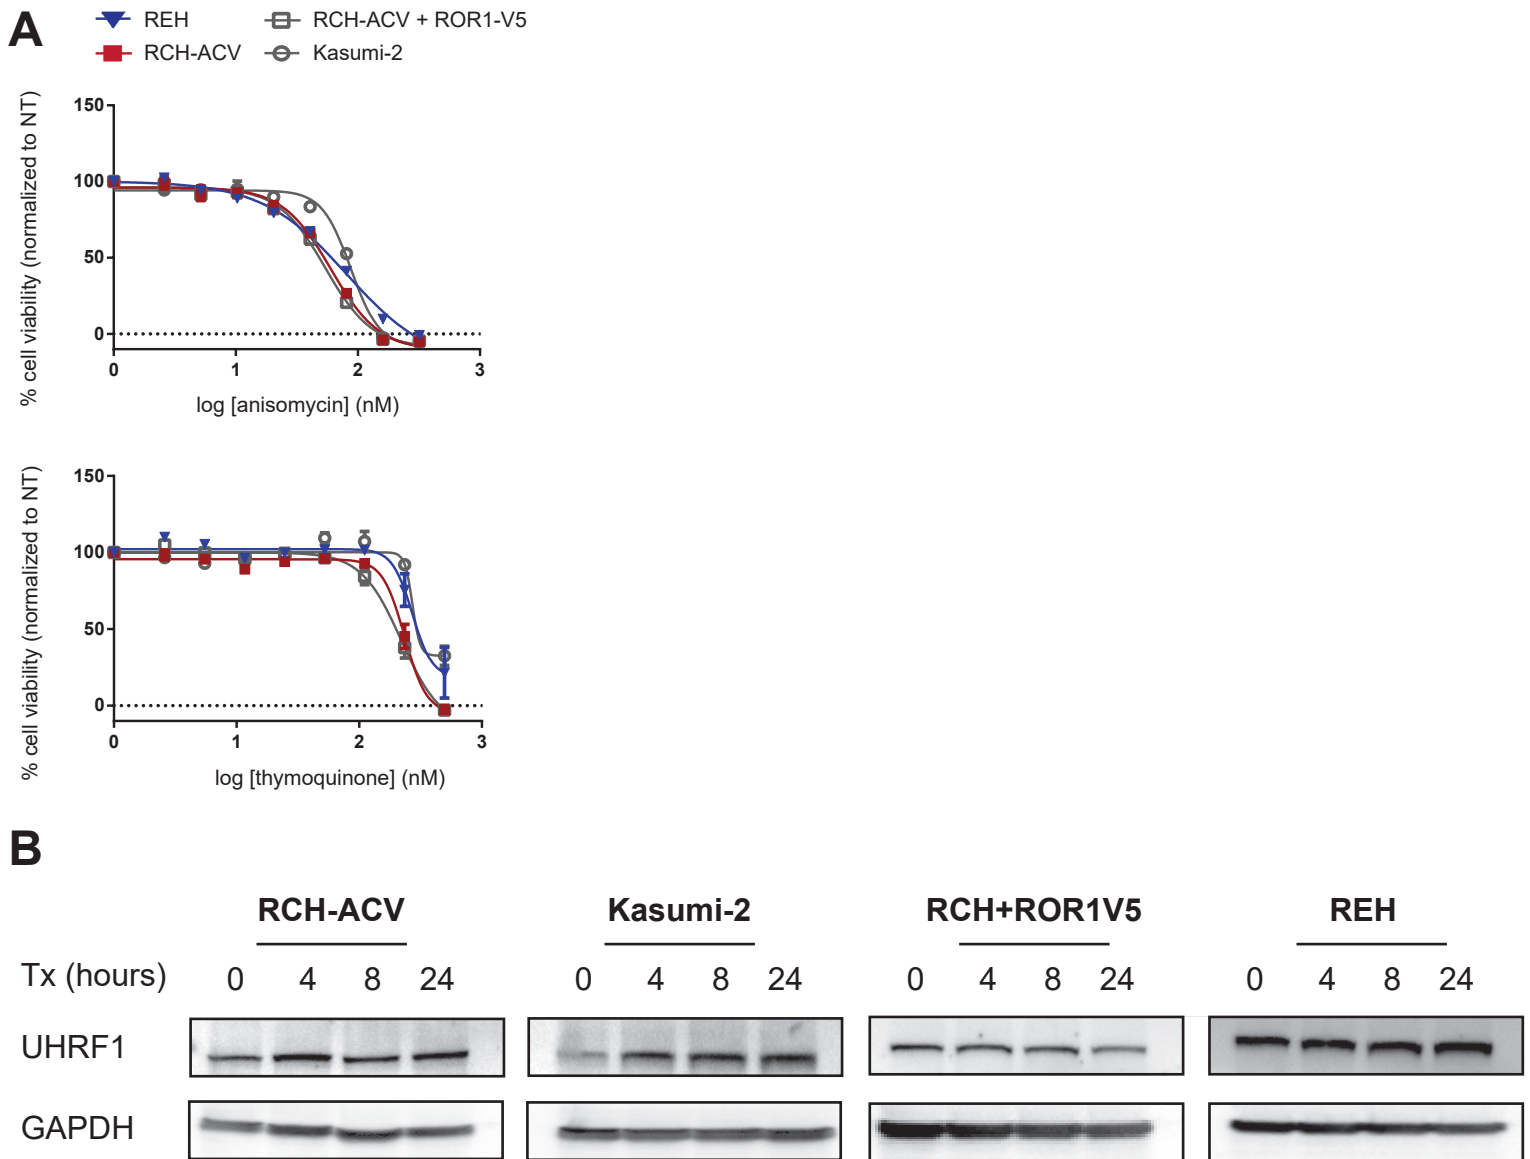 A
REH
RCH-ACV + ROR1-V5
RCH-ACV
Kasumi-2
% cell viability (normalized to NT)
150
100
50
0
0 1 2 3
log [anisomycin] (nM)
% cell viability (normalized to NT)
150
100
50
0
0 1 2 3
log [thymoquinone] (nM)
B
RCH-ACV Kasumi-2 RCH+ROR1V5 REH
Tx (hours) 0 4 8 24 0 4 8 24 0 4 8 24 0 4 8 24
UHRF1
GAPDH